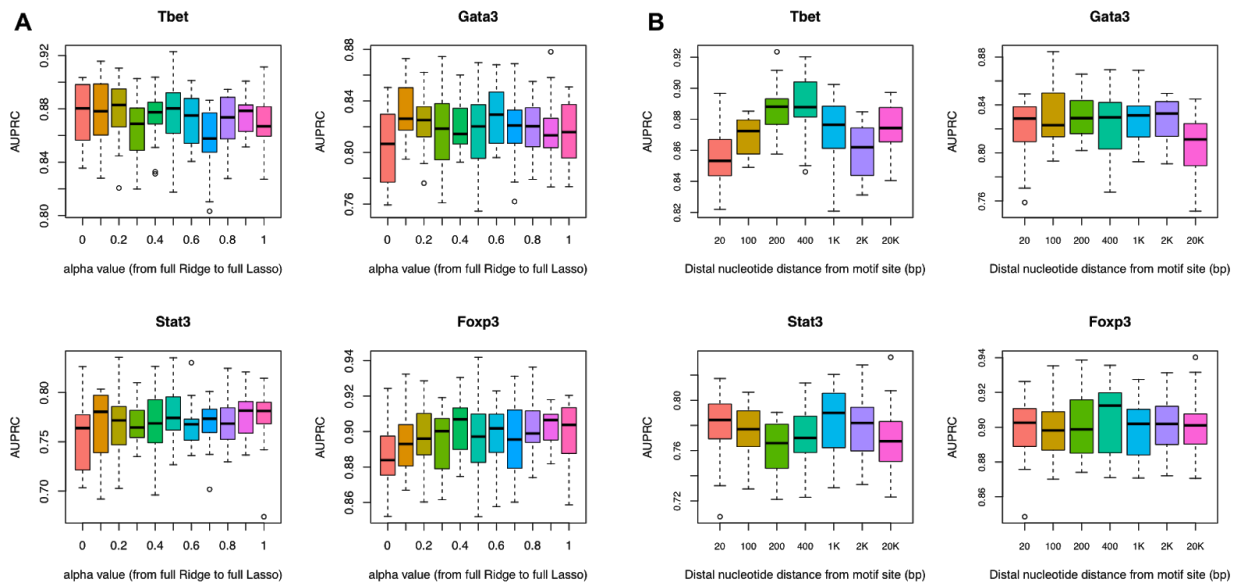 A
Tbet
AUPRC
0.80 0.84 0.88 0.92
0 0.2 0.4 0.6 0.8 1
alpha value (from full Ridge to full Lasso)
Gata3
AUPRC
0.76 0.80 0.84 0.88
0 0.2 0.4 0.6 0.8 1
alpha value (from full Ridge to full Lasso)
B
Tbet
AUPRC
0.82 0.84 0.86 0.88 0.90 0.92
20 100 200 400 1K 2K 20K
Distal nucleotide distance from motif site (bp)
Gata3
AUPRC
0.76 0.80 0.84 0.88
20 100 200 400 1K 2K 20K
Distal nucleotide distance from motif site (bp)
Stat3
AUPRC
0.70 0.75 0.80
0 0.2 0.4 0.6 0.8 1
alpha value (from full Ridge to full Lasso)
Foxp3
AUPRC
0.86 0.88 0.90 0.92 0.94
0 0.2 0.4 0.6 0.8 1
alpha value (from full Ridge to full Lasso)
Stat3
AUPRC
0.72 0.76 0.80
20 100 200 400 1K 2K 20K
Distal nucleotide distance from motif site (bp)
Foxp3
AUPRC
0.86 0.88 0.90 0.92 0.94
20 100 200 400 1K 2K 20K
Distal nucleotide distance from motif site (bp)